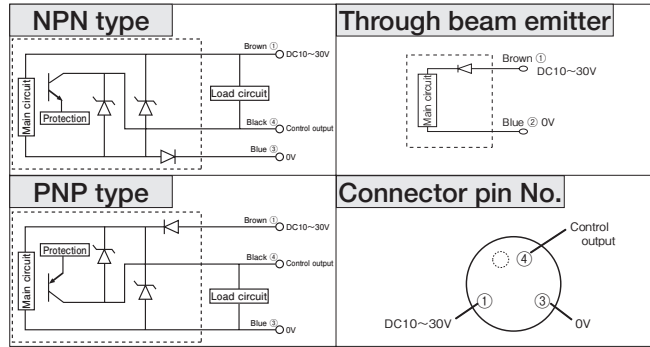 NPN type
Brown ①
DC10～30V
Main circuit
Protection
Load circuit
Black ④
Control output
Blue ③
0V
Through beam emitter
Brown ①
DC10～30V
Main circuit
Blue ② 0V
PNP type
Brown ①
DC10～30V
Main circuit
Protection
Black ④
Control output
Load circuit
Blue ③
0V
Connector pin No.
Control
output
④
①
③
DC10～30V
0V